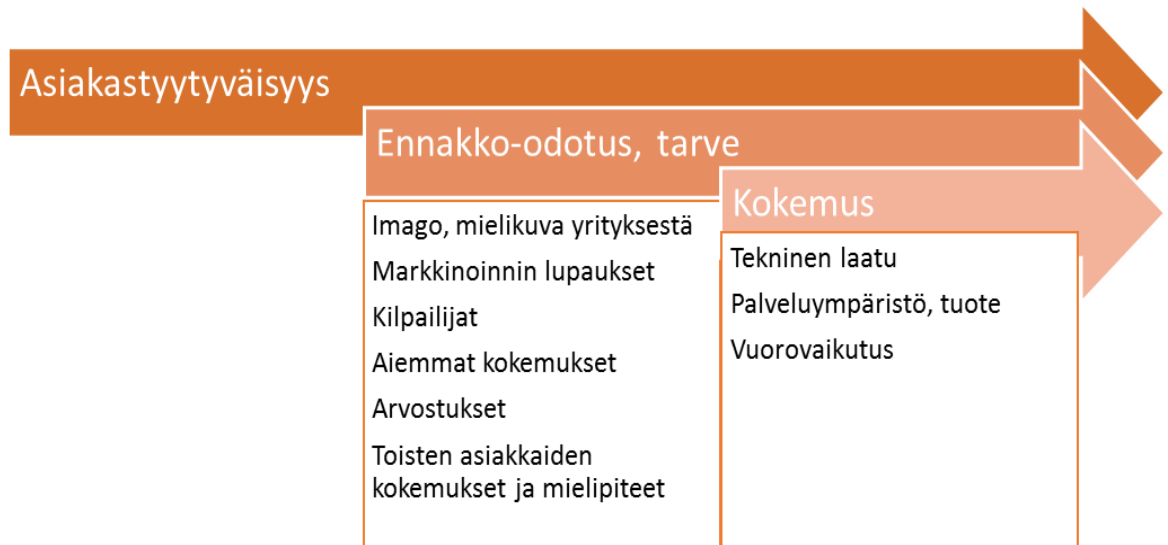 Asiakastyytyväisyys
Ennakko-odotus, tarve
Imago, mielikuva yrityksestä
Markkinoinnin lupaukset
Kilpailijat
Aiemmat kokemukset
Arvostukset
Toisten asiakkaiden
kokemukset ja mielipiteet
Kokemus
Tekninen laatu
Palveluympäristö, tuote
Vuorovaikutus